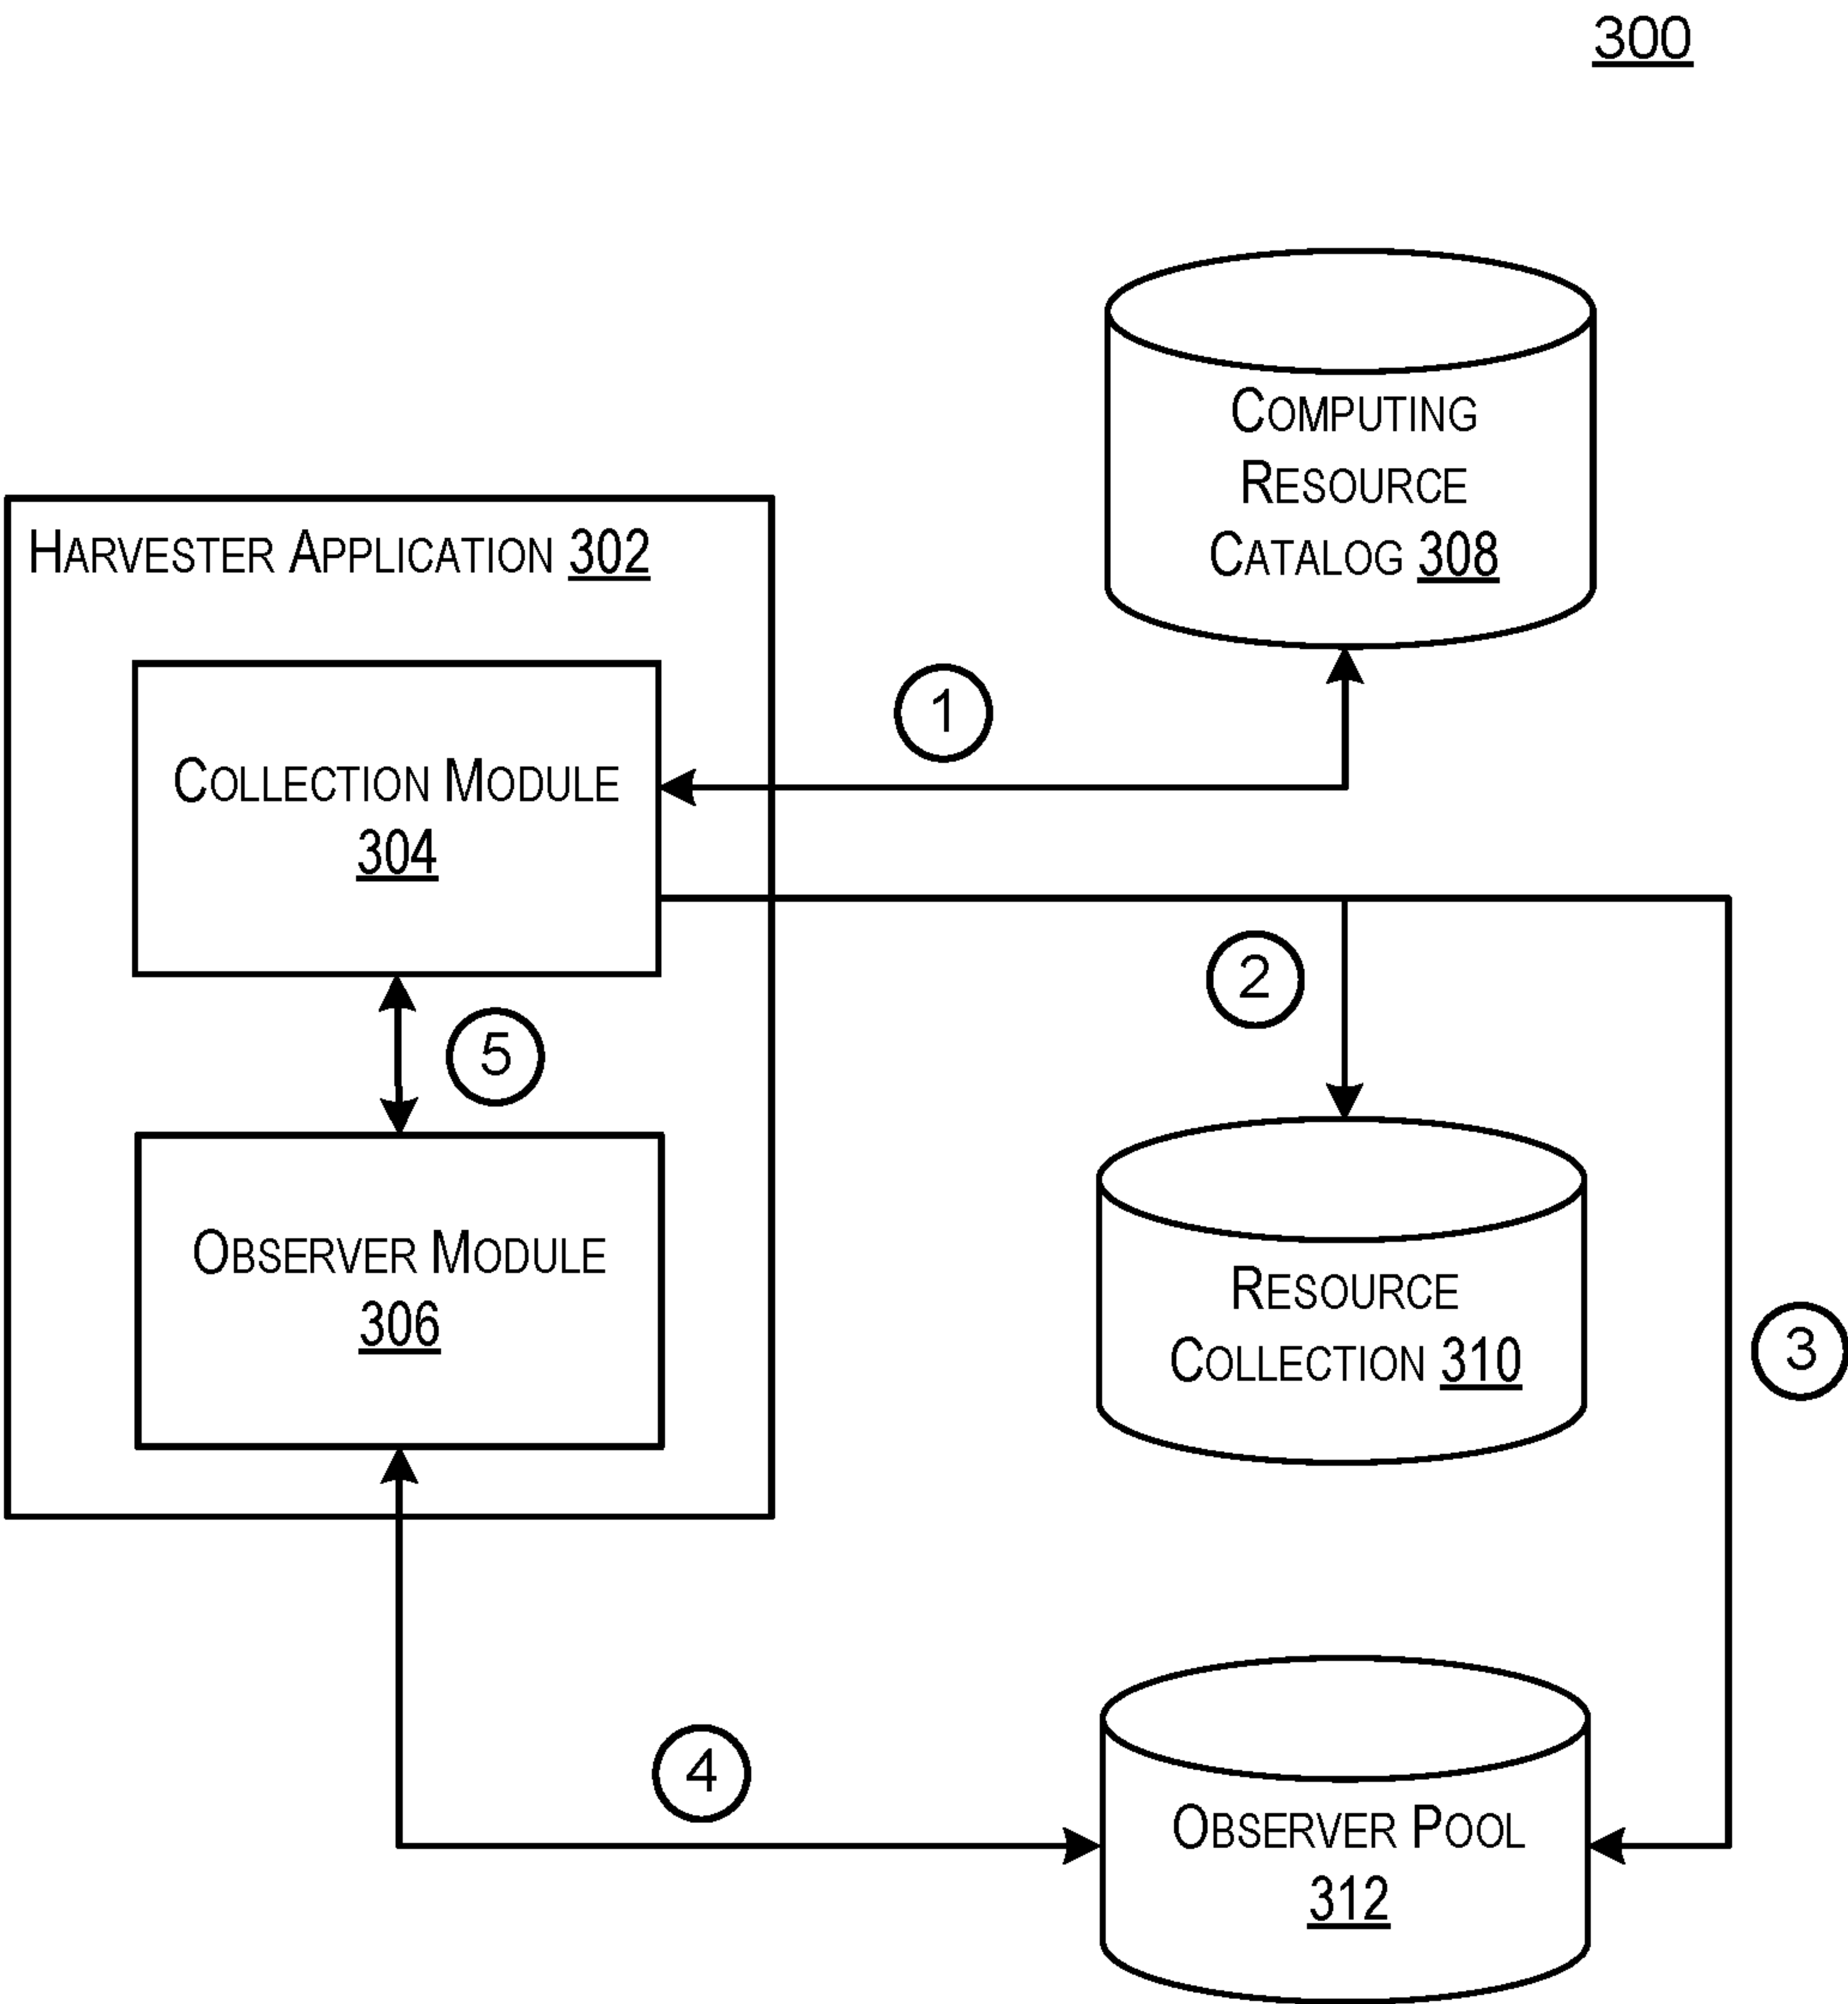 300
COMPUTING
RESOURCE
CATALOG 308
HARVESTER APPLICATION 302
1
COLLECTION MODULE
304
2
5
OBSERVER MODULE
306
RESOURCE
COLLECTION 310
3
4
OBSERVER POOL
312